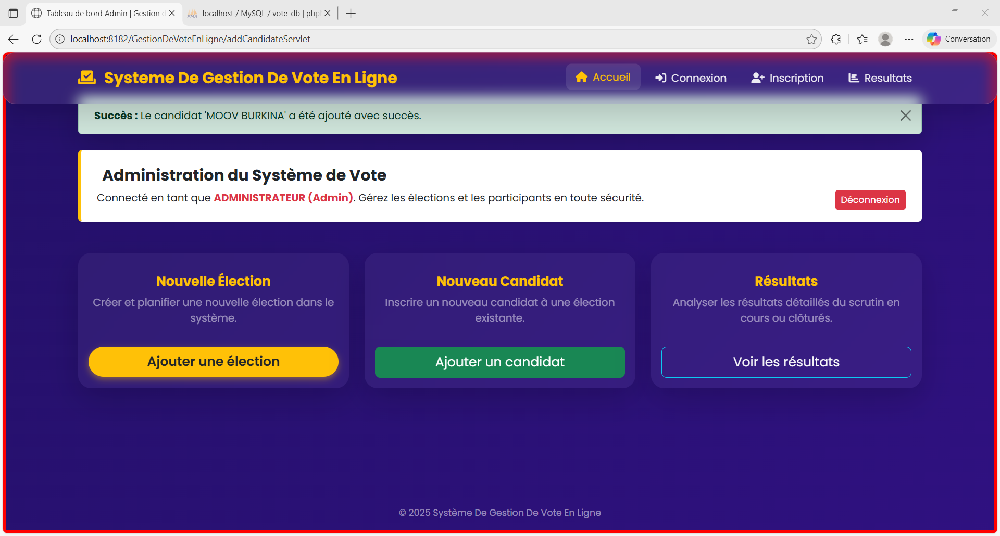 Tableau de bord Admin | Gestion d
localhost / MySQL / vote_db | php
localhost:8182/GestionDeVoteEnLigne/addCandidateServlet
Conversation
Systeme De Gestion De Vote En Ligne
Accueil
Connexion
Inscription
Resultats
Succès : Le candidat 'MOOV BURKINA' a été ajouté avec succès.
Administration du Système de Vote
Connecté en tant que ADMINISTRATEUR (Admin). Gérez les élections et les participants en toute sécurité.
Déconnexion
Nouvelle Élection
Créer et planifier une nouvelle élection dans le
système.
Ajouter une élection
Nouveau Candidat
Inscrire un nouveau candidat à une élection
existante.
Ajouter un candidat
Résultats
Analyser les résultats détaillés du scrutin en
cours ou clôturés.
Voir les résultats
© 2025 Système De Gestion De Vote En Ligne